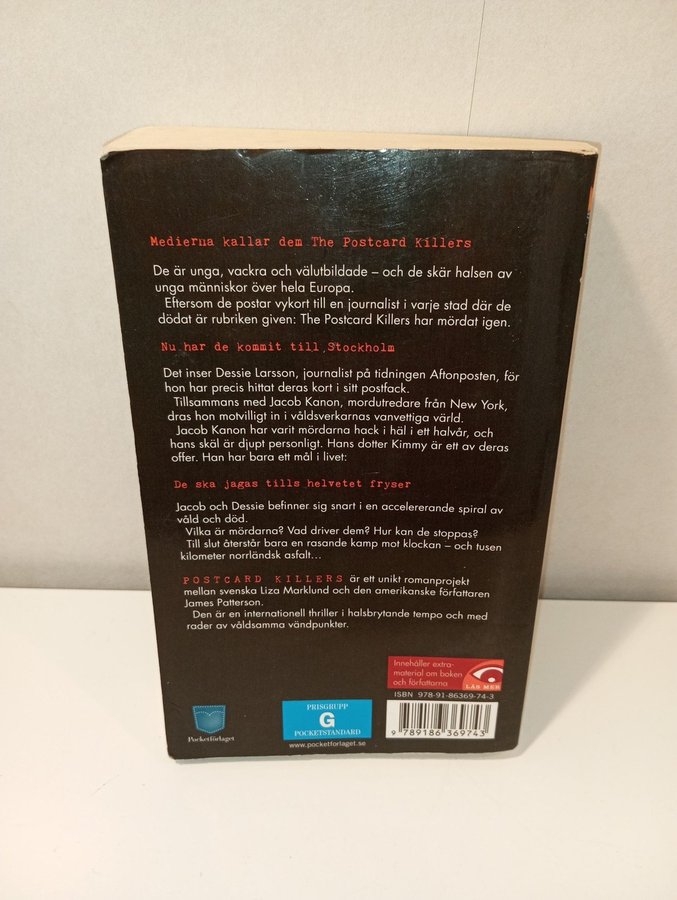 Medierna kallar dem The Postcard Killers
De är unga, vackra och välutbildade – och de skär halsen av
unga människor över hela Europa.
Eftersom de postar vykort till en journalist i varje stad där de
dödat är rubriken given: The Postcard Killers har mördat igen.
Nu har de kommit till Stockholm
Det inser Dessie Larsson, journalist på tidningen Aftonposten, för
hon har precis hittat deras kort i sitt postfack.
Tillsammans med Jacob Kanon, mordutredare från New York,
dras hon motvilligt in i våldsverkarnas vanvettiga värld.
Jacob Kanon har varit mördarna hack i häl i ett halvår, och
hans skäl är djupt personligt. Hans dotter Kimmy är ett av deras
offer. Han har bara ett mål i livet:
De ska jagas tills helvetet fryser
Jacob och Dessie befinner sig snart i en accelererande spiral av
våld och död.
Vilka är mördarna? Vad driver dem? Hur kan de stoppas?
Till slut återstår bara en rasande kamp mot klockan – och tusen
kilometer norrländsk asfalt...
POSTCARD KILLERS är ett unikt romanprojekt
mellan svenska Liza Marklund och den amerikanske författaren
James Patterson.
Den är en internationell thriller i halsbrytande tempo och med
rader av våldsamma vändpunkter.
Innehåller extra-
material om boken
och författarna
LÄS MER
ISBN 978-91-86369-74-3
PRISGRUPP
G
POCKETSTANDARD
www.pocketforlaget.se
Pocketförlaget
9 789186 369743